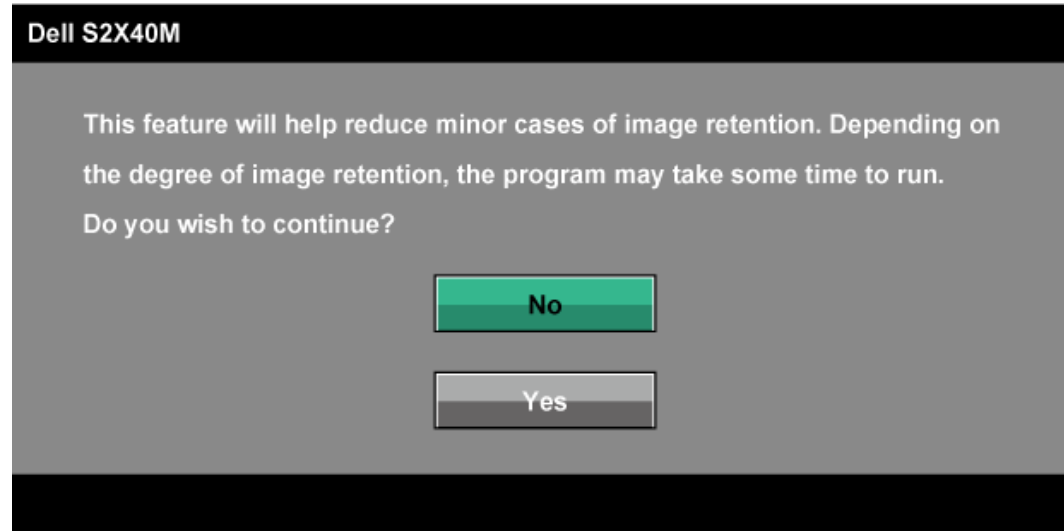 Dell S2X40M
This feature will help reduce minor cases of image retention. Depending on
the degree of image retention, the program may take some time to run.
Do you wish to continue?
No
Yes